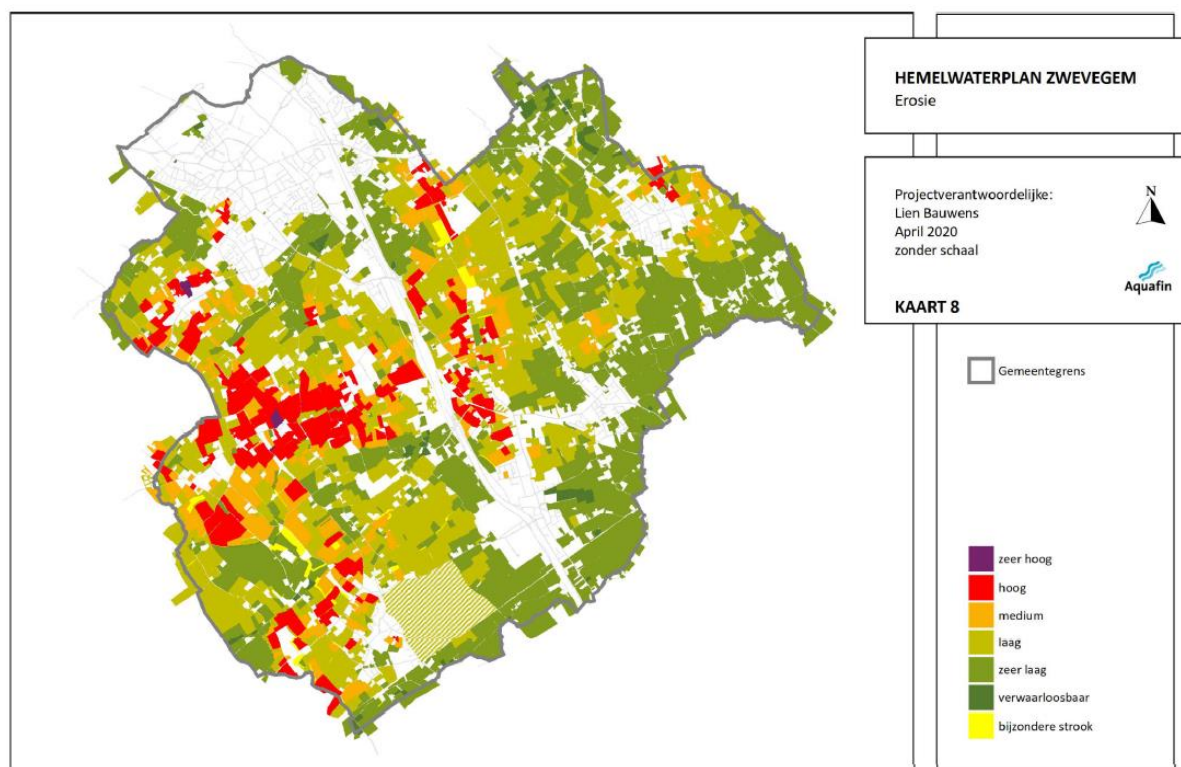 HEMELWATERPLAN ZWEVEGEM
Erosie
Projectverantwoordelijke:
Lien Bauwens
April 2020
zonder schaal
N
Aquafin
KAART 8
Gemeentegrens
zeer hoog
hoog
medium
laag
zeer laag
verwaarloosbaar
bijzondere strook